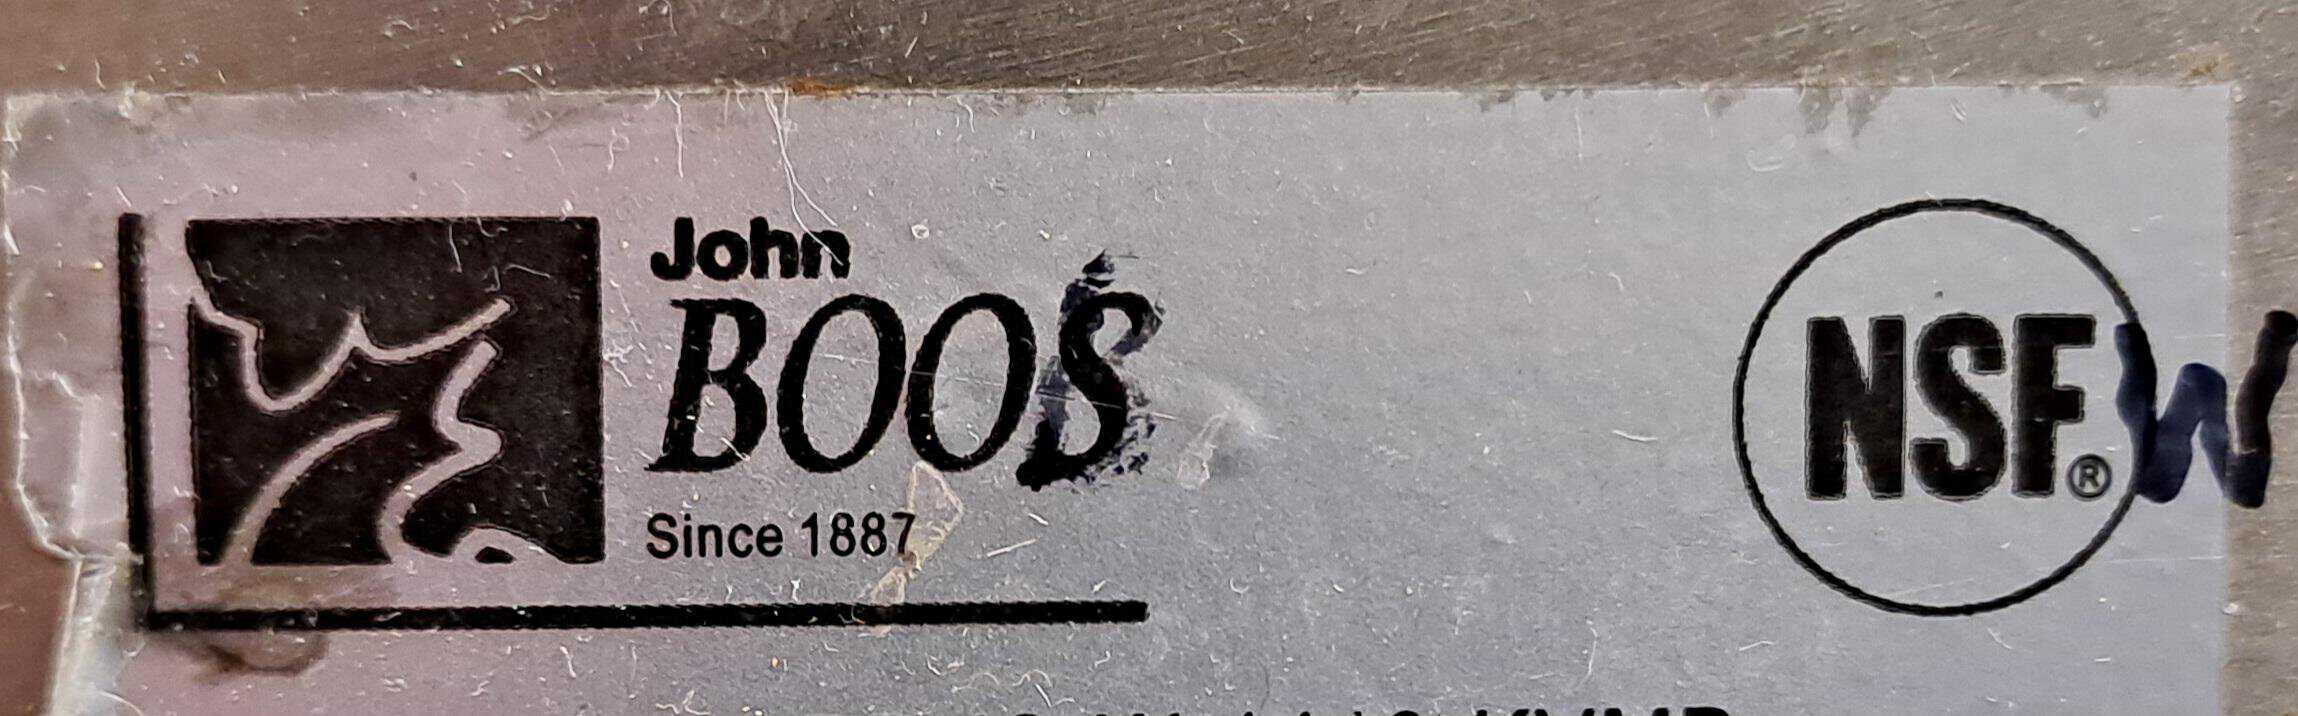 John
BOOS
Since 1887
NSF®
W